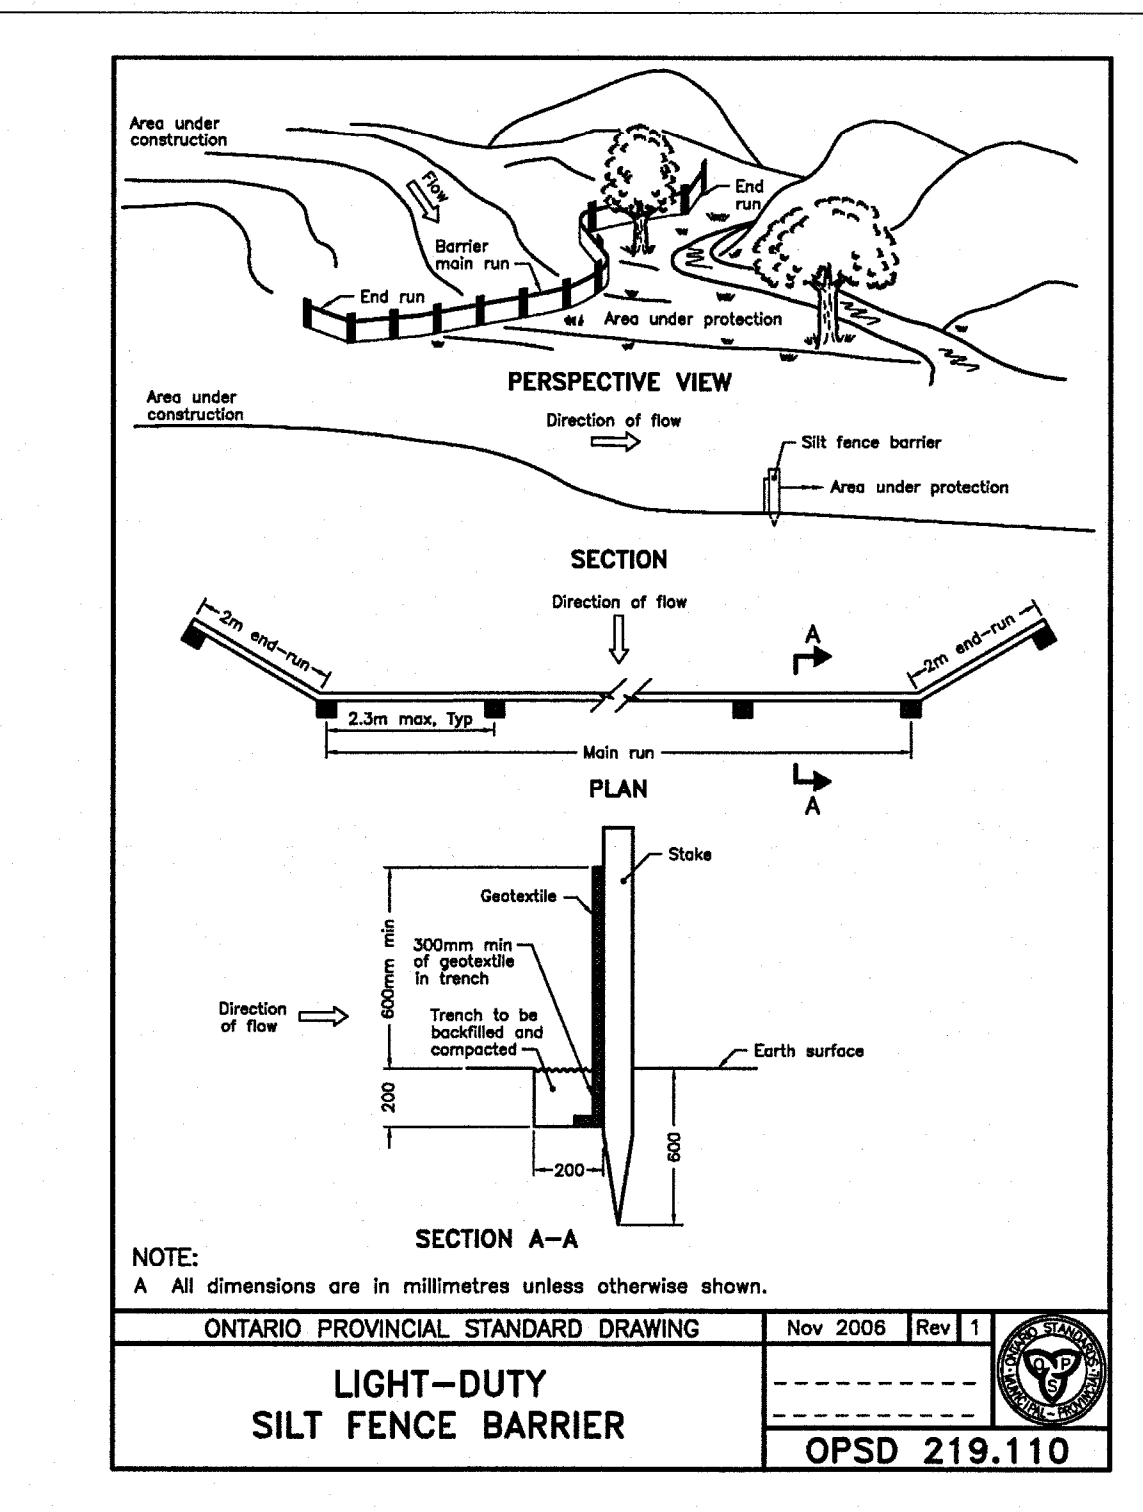 Area under
construction
Flow
End
run
Barrier
main run
End run
Area under protection
PERSPECTIVE VIEW
Area under
construction
Direction of flow
Silt fence barrier
Area under protection
SECTION
Direction of flow
2m end-run
A
2m end-run
2.3m max, Typ
Main run
PLAN
A
Stake
Geotextile
600mm min
300mm min
of geotextile
in trench
Direction
of flow
Trench to be
backfilled and
compacted
Earth surface
200
600
200
SECTION A-A
NOTE:
A All dimensions are in millimetres unless otherwise shown.
ONTARIO PROVINCIAL STANDARD DRAWING
Nov 2006
Rev
1
LIGHT-DUTY
SILT FENCE BARRIER
ONTARIO STANDARDS
MUNICIPAL - PROVINCIAL
O P
S
OPSD 219.110